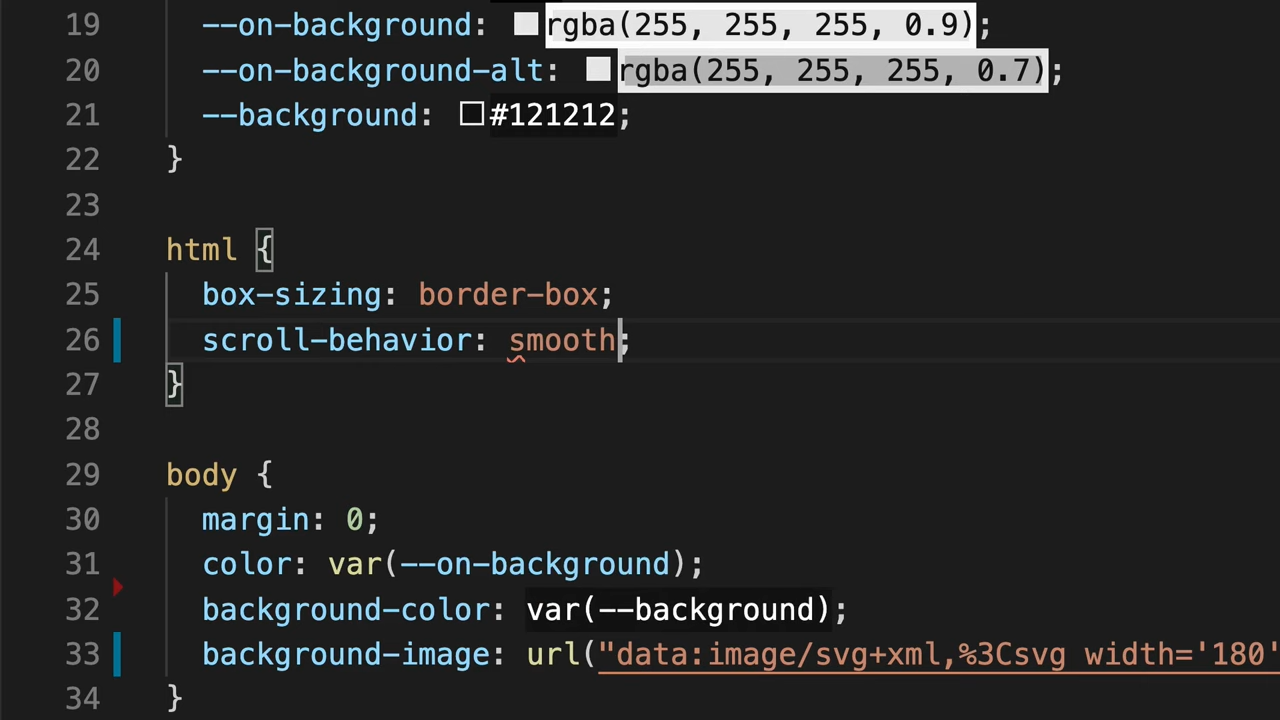 19 --on-background: rgba(255, 255, 255, 0.9);
20 --on-background-alt: rgba(255, 255, 255, 0.7);
21 --background: #121212;
22 }
23
24 html {
25 box-sizing: border-box;
26 scroll-behavior: smooth;
27 }
28
29 body {
30 margin: 0;
31 color: var(--on-background);
32 background-color: var(--background);
33 background-image: url("data:image/svg+xml,%3Csvg width='180'
34 }